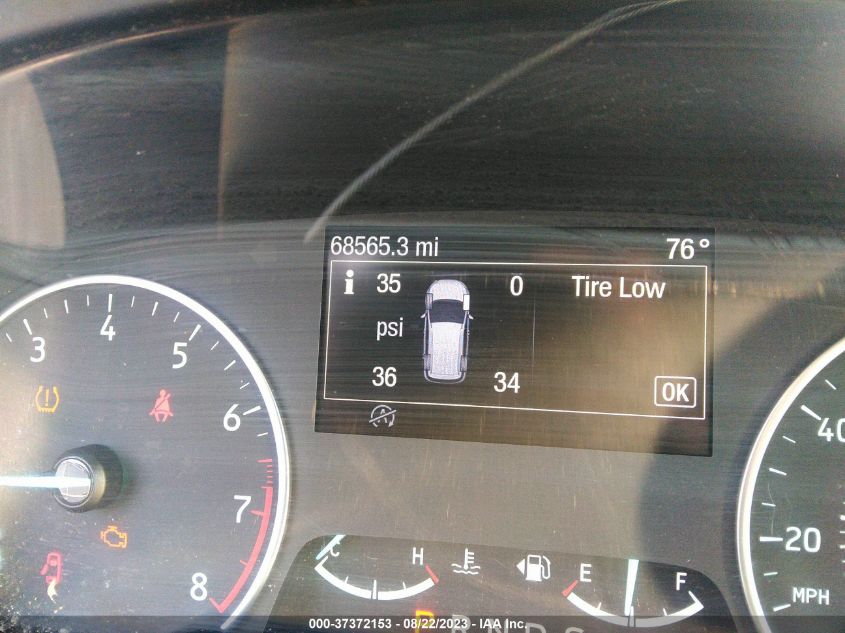 68565.3 mi 76°
i 35 0 Tire Low
psi
36 34 OK
3 4 5 6 7 8
40
20
MPH
C H E F
P R N D S
000-37372153 - 08/22/2023 - IAA Inc.